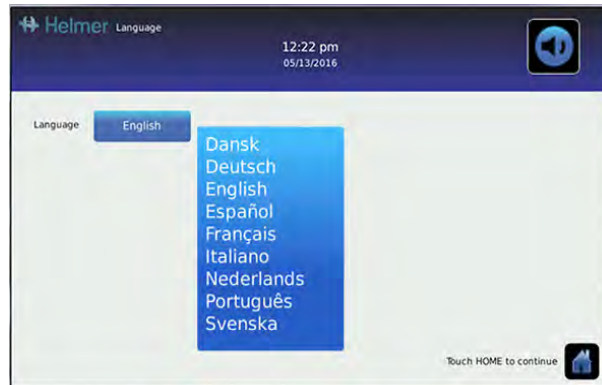 Helmer Language
12:22 pm
05/13/2016
Language English
Dansk
Deutsch
English
Español
Français
Italiano
Nederlands
Português
Svenska
Touch HOME to continue